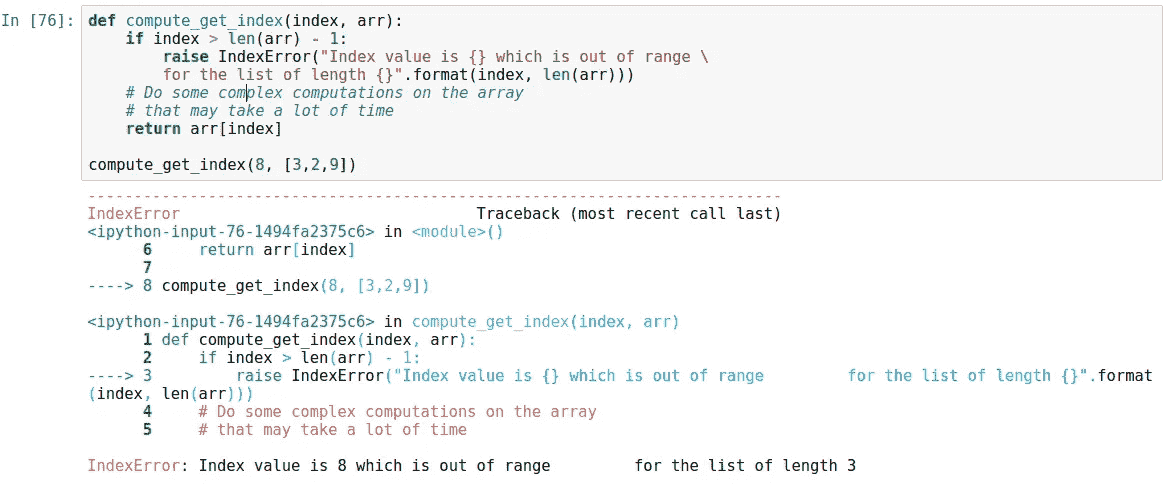 In [76]: def compute_get_index(index, arr):
    if index > len(arr) - 1:
        raise IndexError("Index value is {} which is out of range \
        for the list of length {}".format(index, len(arr)))
    # Do some complex computations on the array
    # that may take a lot of time
    return arr[index]

compute_get_index(8, [3,2,9])
---------------------------------------------------------------------------
IndexError                                Traceback (most recent call last)
<ipython-input-76-1494fa2375c6> in <module>()
      6     return arr[index]
      7
----> 8 compute_get_index(8, [3,2,9])

<ipython-input-76-1494fa2375c6> in compute_get_index(index, arr)
      1 def compute_get_index(index, arr):
      2     if index > len(arr) - 1:
----> 3         raise IndexError("Index value is {} which is out of range         for the list of length {}".format
(index, len(arr)))
      4     # Do some complex computations on the array
      5     # that may take a lot of time

IndexError: Index value is 8 which is out of range         for the list of length 3